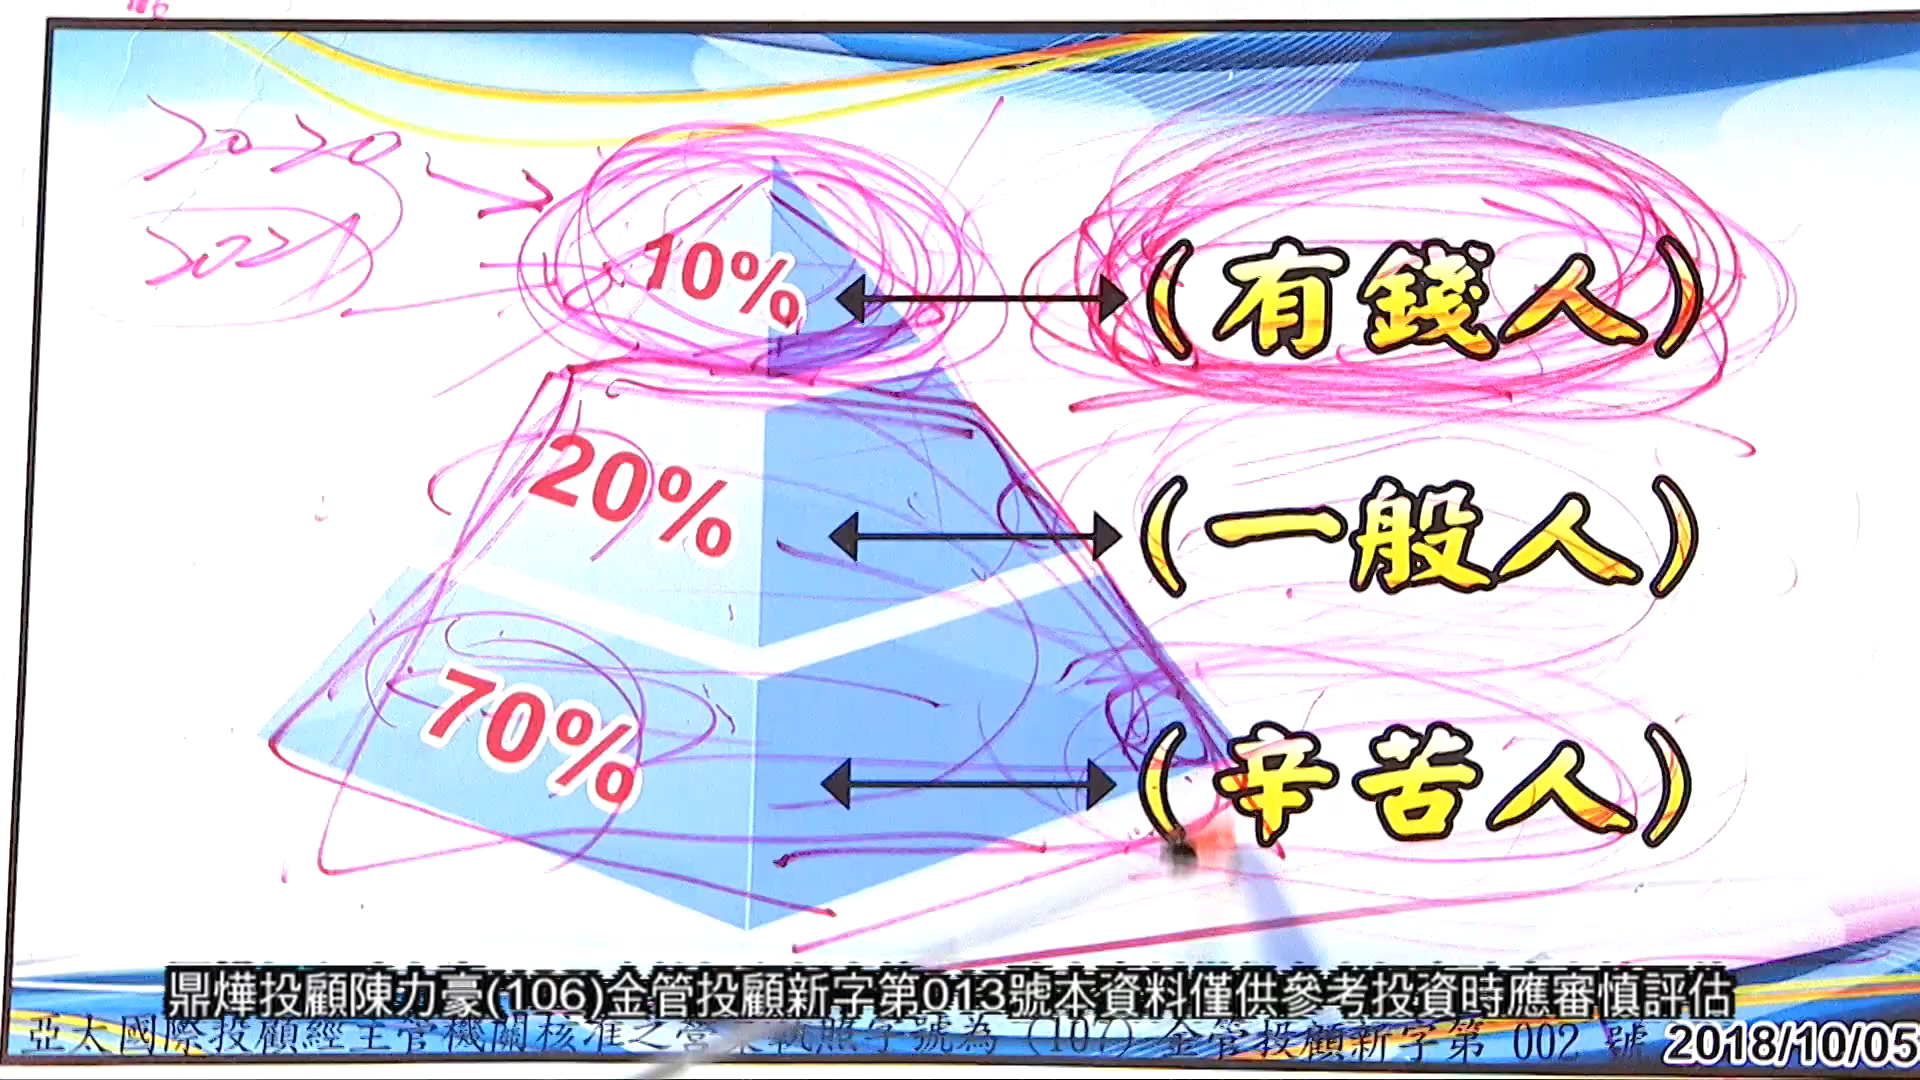 2020
2021
10%
(有錢人)
20%
(一般人)
70%
(辛苦人)
鼎燁投顧陳力豪(106)金管投顧新字第013號本資料僅供參考投資時應審慎評估
亞太國際投顧經主管機關核准之營業執照字號為 (107) 金管投顧新字第 002 號
2018/10/05